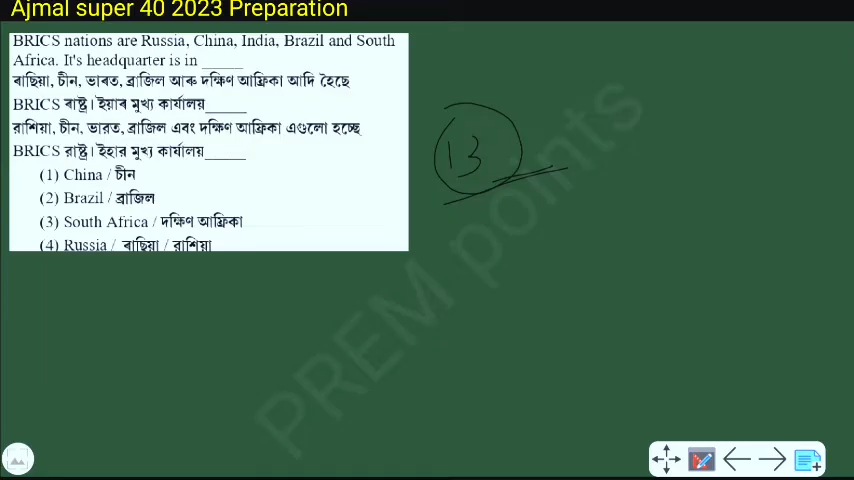 Ajmal super 40 2023 Preparation
BRICS nations are Russia, China, India, Brazil and South
Africa. It's headquarter is in _____
ৰাছিয়া, চীন, ভাৰত, ব্ৰাজিল আৰু দক্ষিণ আফ্ৰিকা আদি হৈছে
BRICS ৰাষ্ট্ৰ। ইয়াৰ মুখ্য কাৰ্যালয়_____
রাশিয়া, চীন, ভারত, ব্রাজিল এবং দক্ষিণ আফ্রিকা এগুলো হচ্ছে
BRICS রাষ্ট্র। ইহার মুখ্য কার্যালয়_____
(1) China / চীন
(2) Brazil / ব্রাজিল
(3) South Africa / দক্ষিণ আফ্রিকা
(4) Russia / ৰাছিয়া / রাশিয়া
13
PREM points